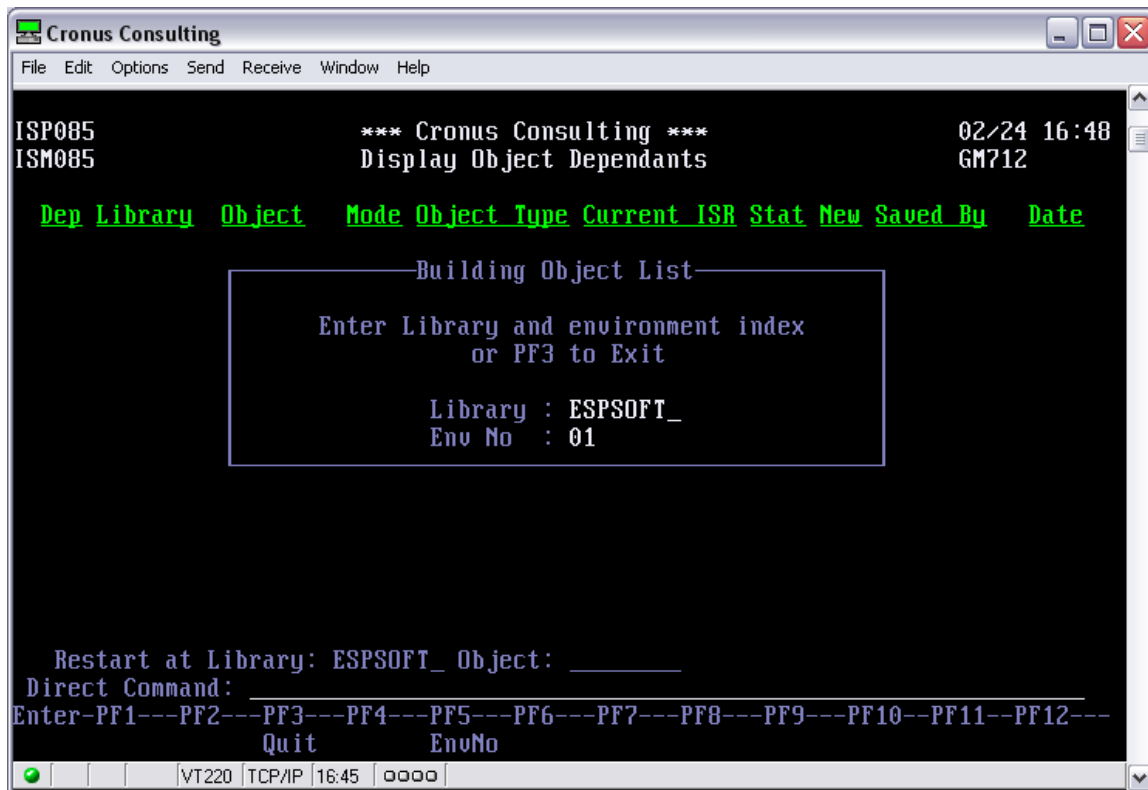 Cronus Consulting
File Edit Options Send Receive Window Help
ISP085 *** Cronus Consulting *** 02/24 16:48
ISM085 Display Object Dependants GM712
Dep Library Object Mode Object Type Current ISR Stat New Saved By Date
Building Object List
Enter Library and environment index
or PF3 to Exit
Library : ESPSOFT_
Env No : 01
Restart at Library: ESPSOFT_ Object: ________
Direct Command: ____________________________________________________________
Enter-PF1---PF2---PF3---PF4---PF5---PF6---PF7---PF8---PF9---PF10--PF11--PF12---
Quit EnvNo
VT220 TCP/IP 16:45